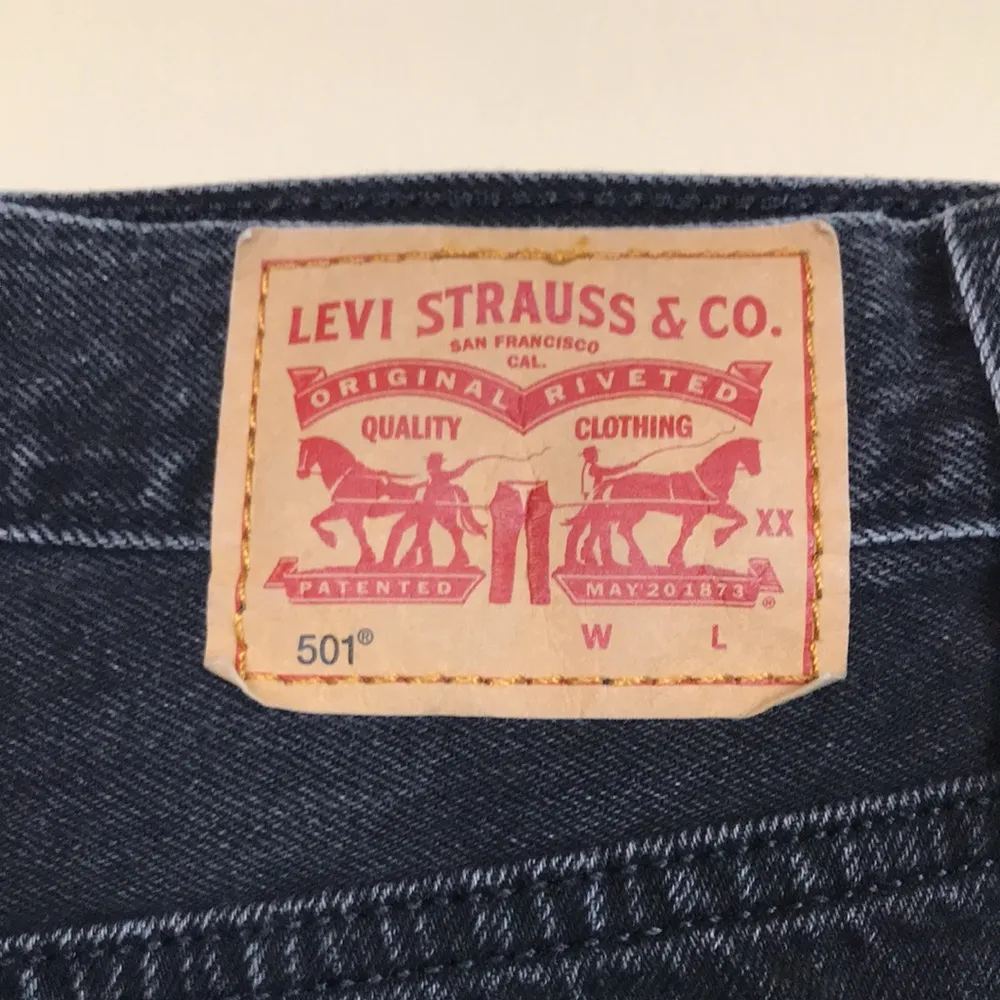 LEVI STRAUSS & CO.
SAN FRANCISCO
CAL.
ORIGINAL RIVETED
QUALITY CLOTHING
XX
PATENTED MAY 20 1873 ®
501® W L